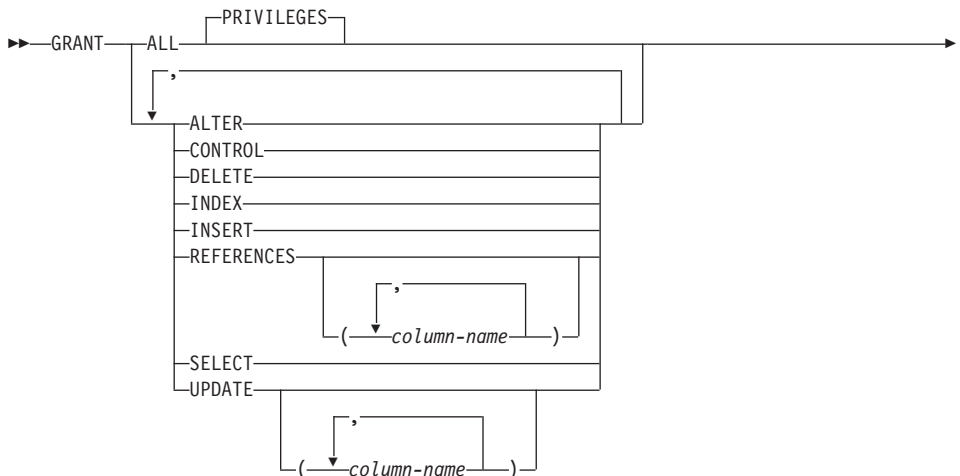 PRIVILEGES
GRANT ALL
,
ALTER
CONTROL
DELETE
INDEX
INSERT
REFERENCES
,
( column-name )
SELECT
UPDATE
,
( column-name )